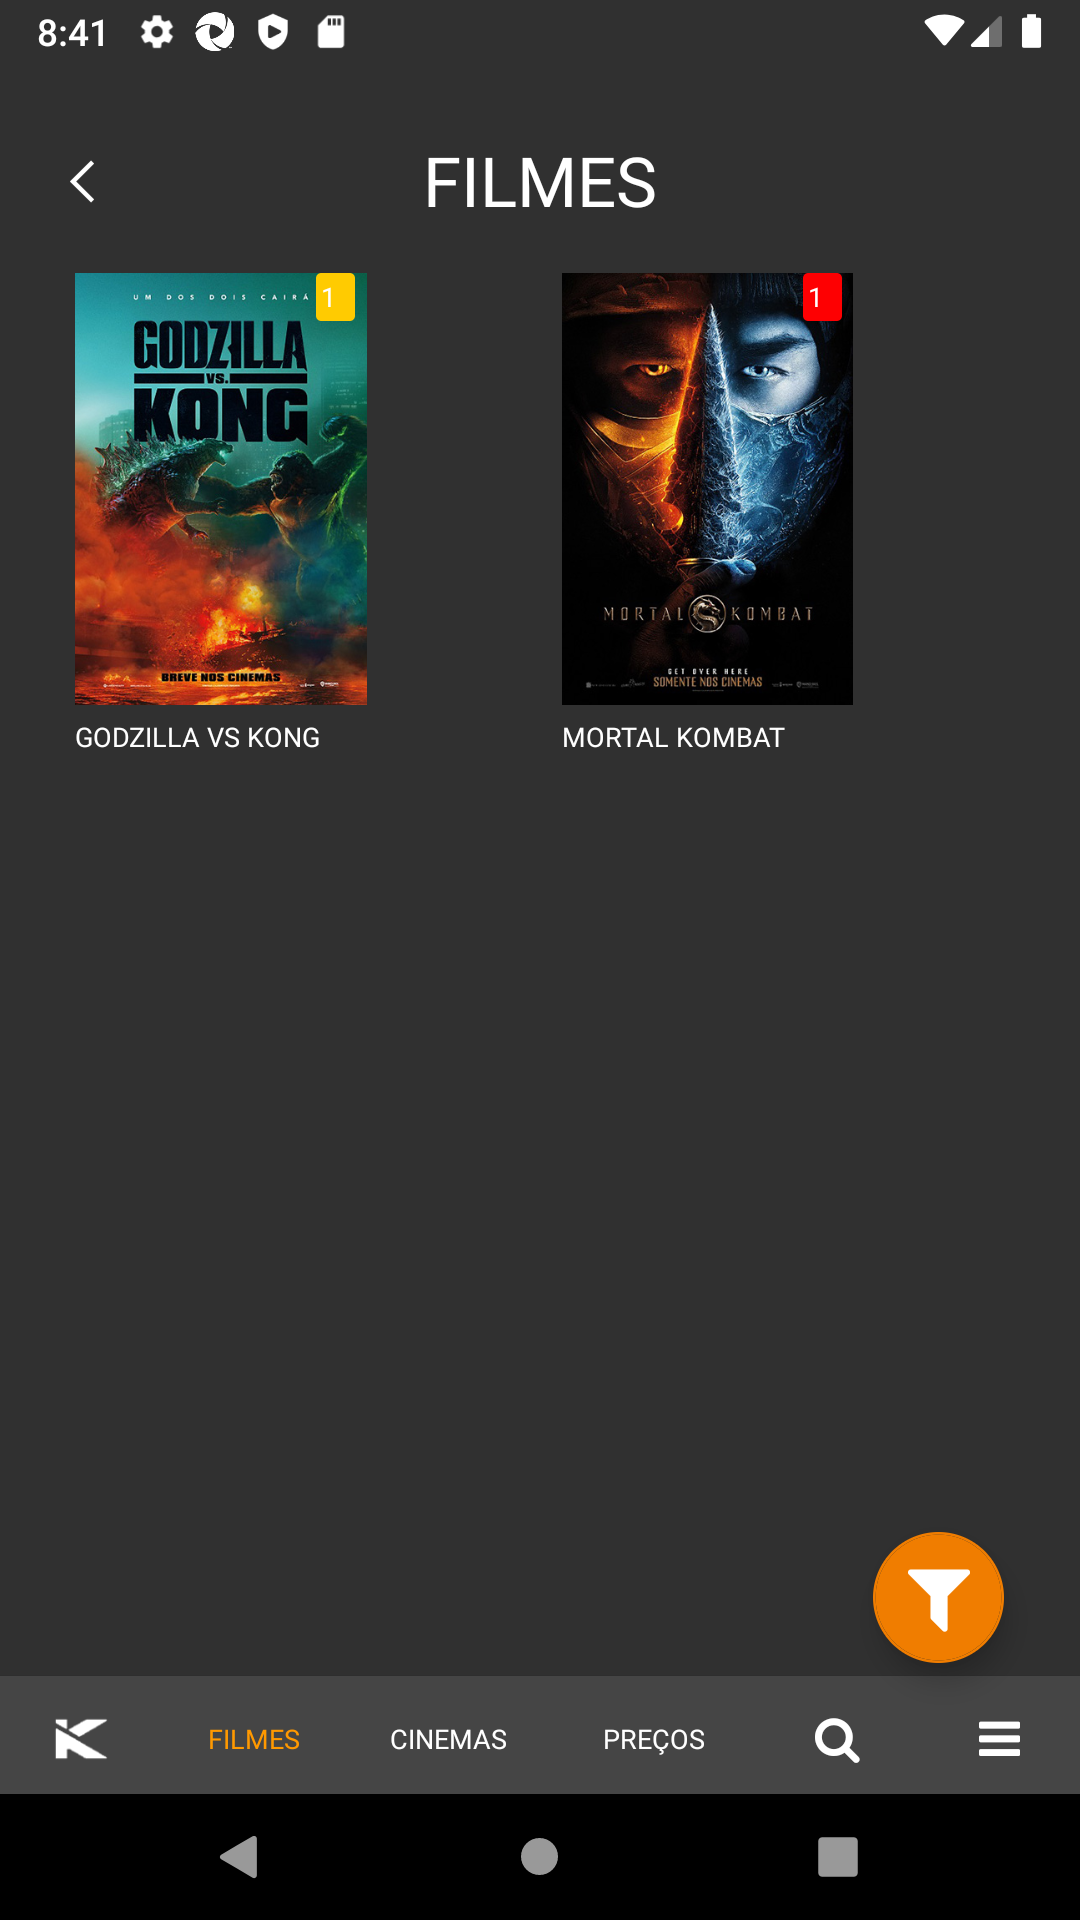 8:41
FILMES
UM DOS DOIS CAIRÁ
1
GODZILLA
VS.
KONG
BREVE NOS CINEMAS
GODZILLA VS KONG
1
MORTAL KOMBAT
GET OVER HERE
SOMENTE NOS CINEMAS
MORTAL KOMBAT
FILMES
CINEMAS
PREÇOS